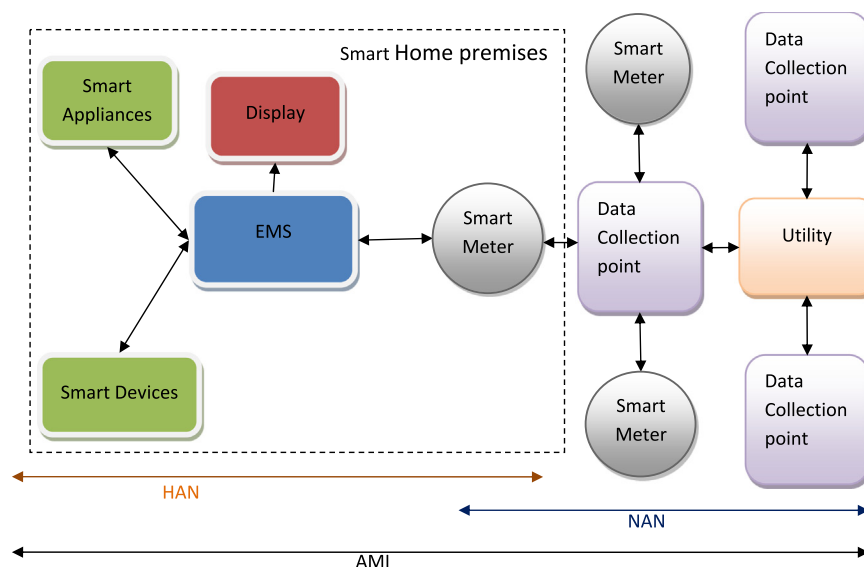 Smart Home premises
Smart
Appliances
Display
EMS
Smart
Meter
Smart Devices
Smart
Meter
Data
Collection
point
Smart
Meter
Data
Collection
point
Utility
Data
Collection
point
HAN
NAN
AMI